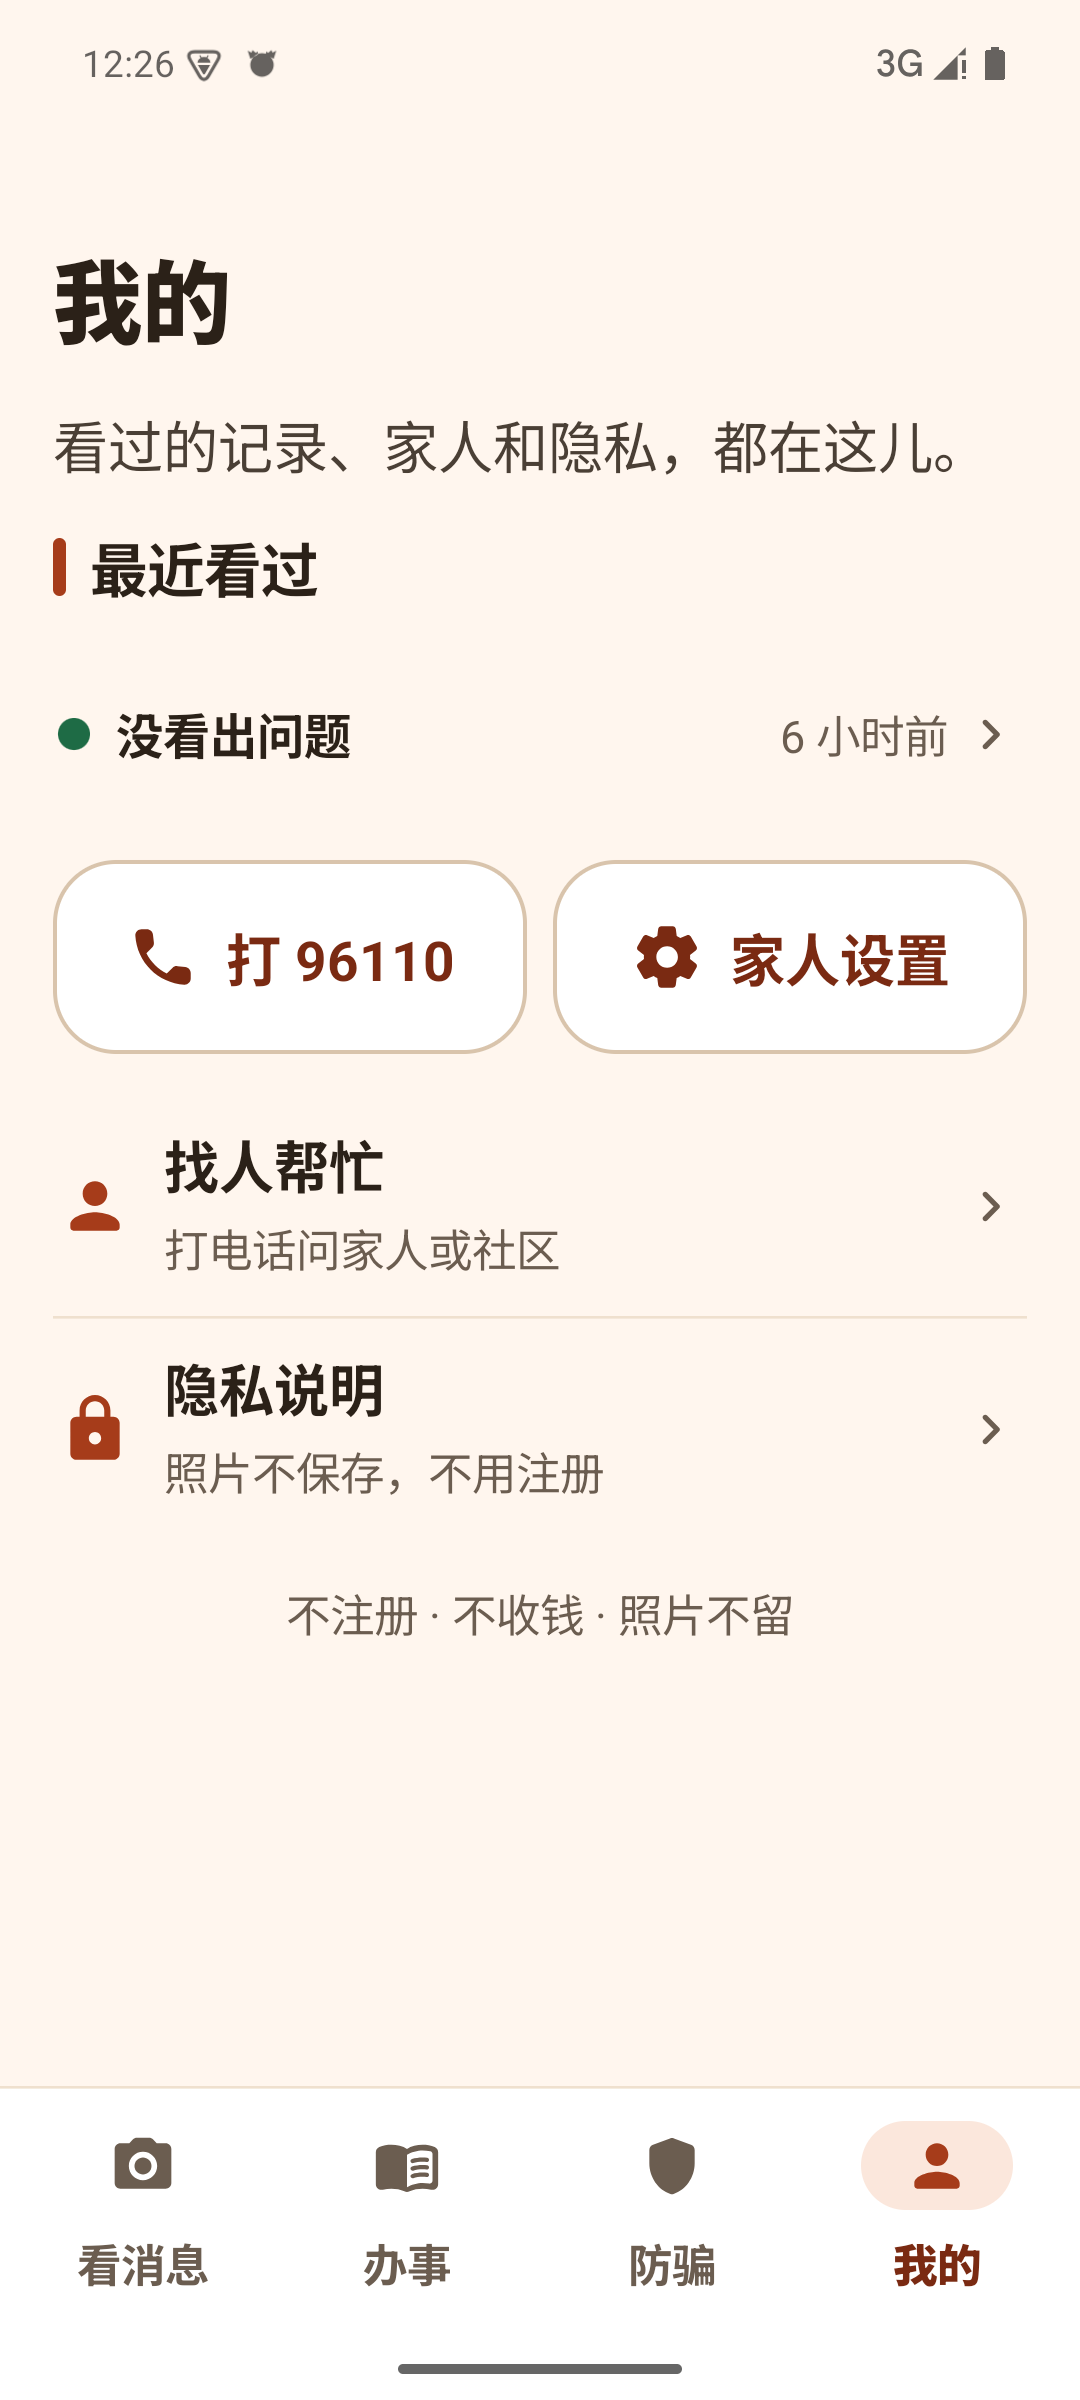 12:26
3G
我的
看过的记录、家人和隐私，都在这儿。
最近看过
没看出问题
6 小时前
打 96110
家人设置
找人帮忙
打电话问家人或社区
隐私说明
照片不保存，不用注册
不注册 · 不收钱 · 照片不留
看消息
办事
防骗
我的